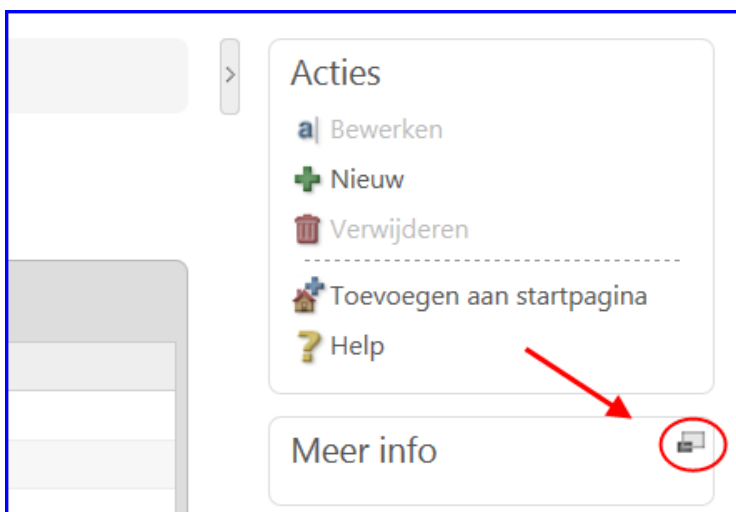 Acties
Bewerken
Nieuw
Verwijderen
Toevoegen aan startpagina
Help
Meer info